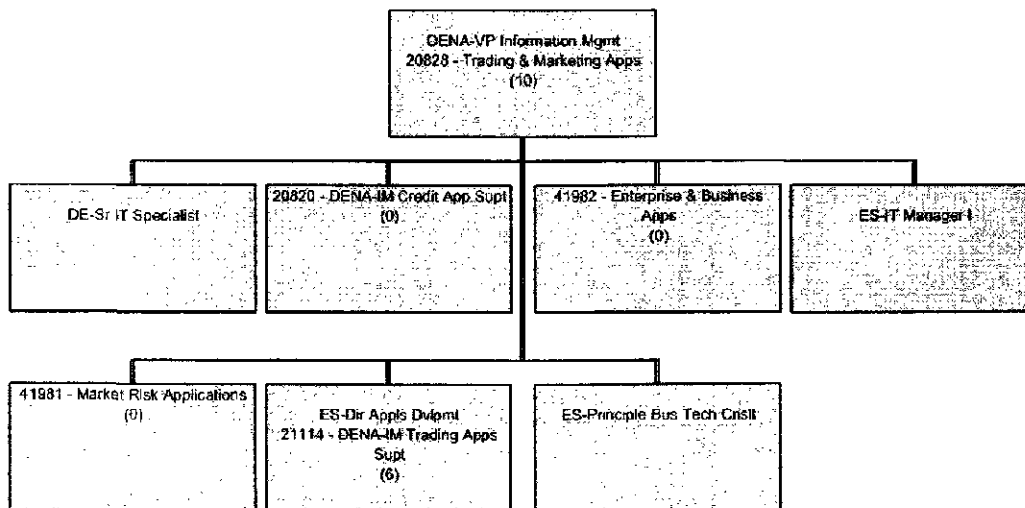 DENA-VP Information Mgmt
20828 - Trading & Marketing Apps
(10)
DE-Sr IT Specialist
20820 - DENA-IM Credit App Supt
(0)
41982 - Enterprise & Business
Apps
(0)
ES-IT Manager I
41981 - Market Risk Applications
(0)
ES-Dir Appls Dvlpmt
21114 - DENA-IM Trading Apps
Supt
(6)
ES-Principle Bus Tech Cnslt